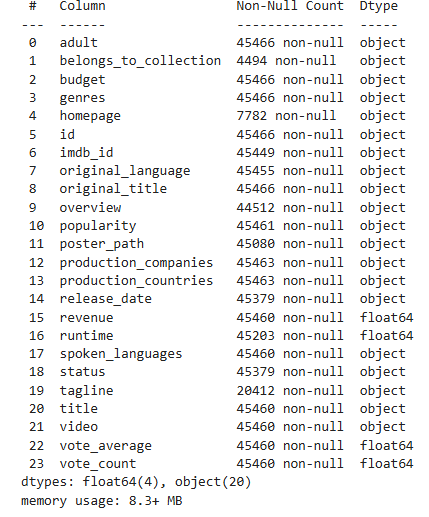 #   Column                 Non-Null Count  Dtype
---  ------                 --------------  -----
0   adult                  45466 non-null  object
1   belongs_to_collection  4494 non-null   object
2   budget                 45466 non-null  object
3   genres                 45466 non-null  object
4   homepage               7782 non-null   object
5   id                     45466 non-null  object
6   imdb_id                45449 non-null  object
7   original_language      45455 non-null  object
8   original_title         45466 non-null  object
9   overview               44512 non-null  object
10  popularity             45461 non-null  object
11  poster_path            45080 non-null  object
12  production_companies   45463 non-null  object
13  production_countries   45463 non-null  object
14  release_date           45379 non-null  object
15  revenue                45460 non-null  float64
16  runtime                45203 non-null  float64
17  spoken_languages       45460 non-null  object
18  status                 45379 non-null  object
19  tagline                20412 non-null  object
20  title                  45460 non-null  object
21  video                  45460 non-null  object
22  vote_average           45460 non-null  float64
23  vote_count             45460 non-null  float64
dtypes: float64(4), object(20)
memory usage: 8.3+ MB